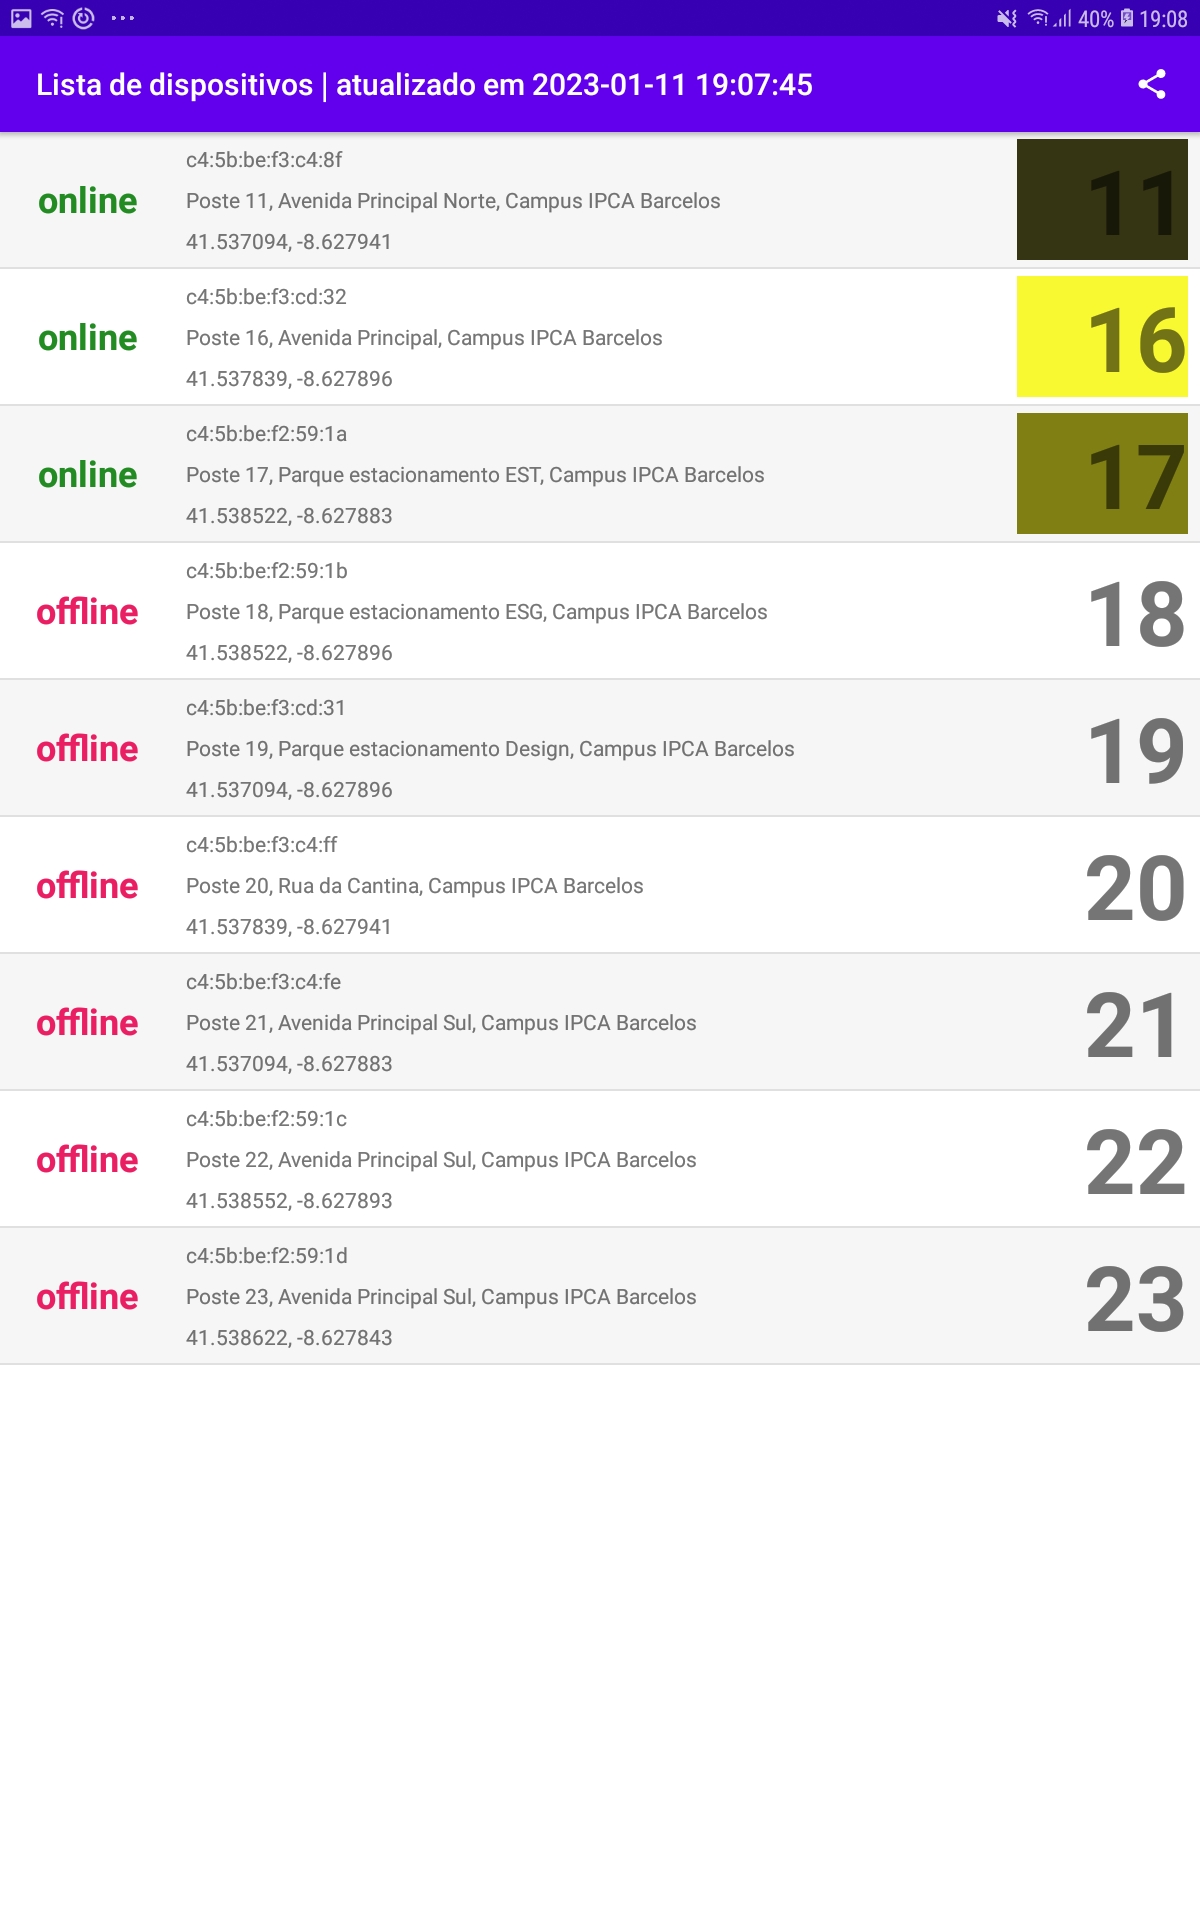 40% 19:08
Lista de dispositivos | atualizado em 2023-01-11 19:07:45
c4:5b:be:f3:c4:8f
online Poste 11, Avenida Principal Norte, Campus IPCA Barcelos 11
41.537094, -8.627941
c4:5b:be:f3:cd:32
online Poste 16, Avenida Principal, Campus IPCA Barcelos 16
41.537839, -8.627896
c4:5b:be:f2:59:1a
online Poste 17, Parque estacionamento EST, Campus IPCA Barcelos 17
41.538522, -8.627883
c4:5b:be:f2:59:1b
offline Poste 18, Parque estacionamento ESG, Campus IPCA Barcelos 18
41.538522, -8.627896
c4:5b:be:f3:cd:31
offline Poste 19, Parque estacionamento Design, Campus IPCA Barcelos 19
41.537094, -8.627896
c4:5b:be:f3:c4:ff
offline Poste 20, Rua da Cantina, Campus IPCA Barcelos 20
41.537839, -8.627941
c4:5b:be:f3:c4:fe
offline Poste 21, Avenida Principal Sul, Campus IPCA Barcelos 21
41.537094, -8.627883
c4:5b:be:f2:59:1c
offline Poste 22, Avenida Principal Sul, Campus IPCA Barcelos 22
41.538552, -8.627893
c4:5b:be:f2:59:1d
offline Poste 23, Avenida Principal Sul, Campus IPCA Barcelos 23
41.538622, -8.627843